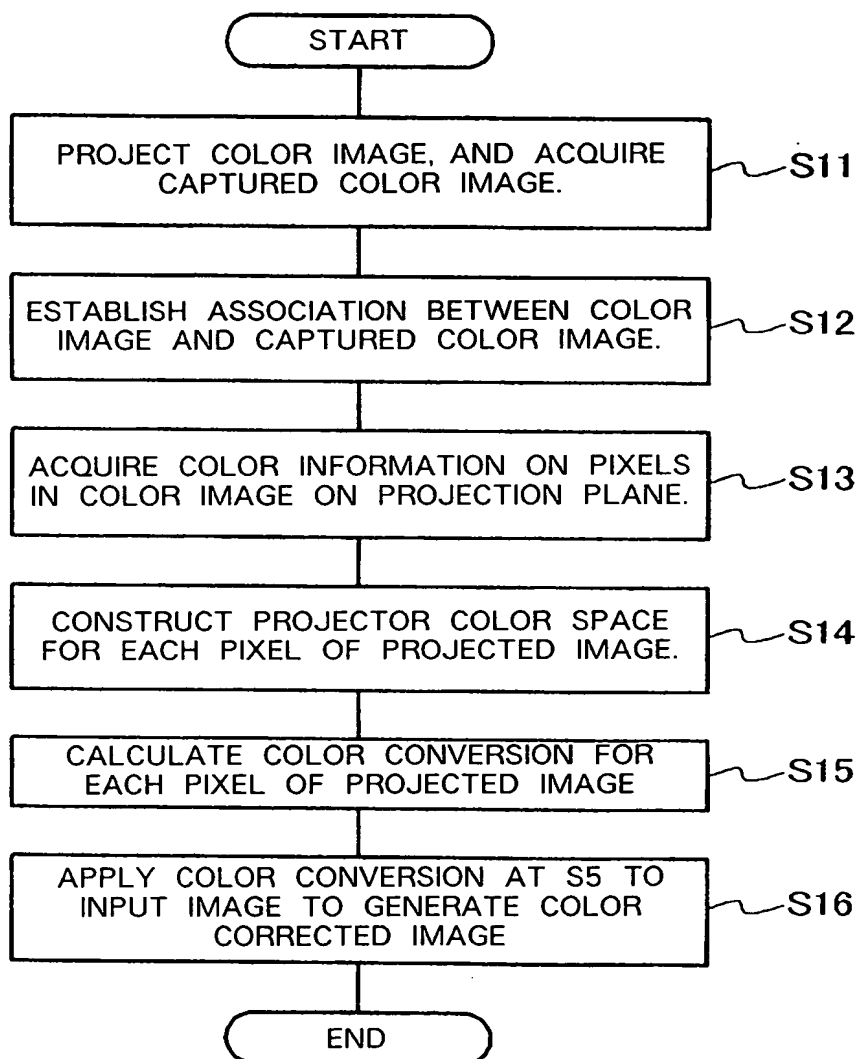 START
PROJECT COLOR IMAGE, AND ACQUIRE
CAPTURED COLOR IMAGE.
S11
ESTABLISH ASSOCIATION BETWEEN COLOR
IMAGE AND CAPTURED COLOR IMAGE.
S12
ACQUIRE COLOR INFORMATION ON PIXELS
IN COLOR IMAGE ON PROJECTION PLANE.
S13
CONSTRUCT PROJECTOR COLOR SPACE
FOR EACH PIXEL OF PROJECTED IMAGE.
S14
CALCULATE COLOR CONVERSION FOR
EACH PIXEL OF PROJECTED IMAGE
S15
APPLY COLOR CONVERSION AT S5 TO
INPUT IMAGE TO GENERATE COLOR
CORRECTED IMAGE
S16
END